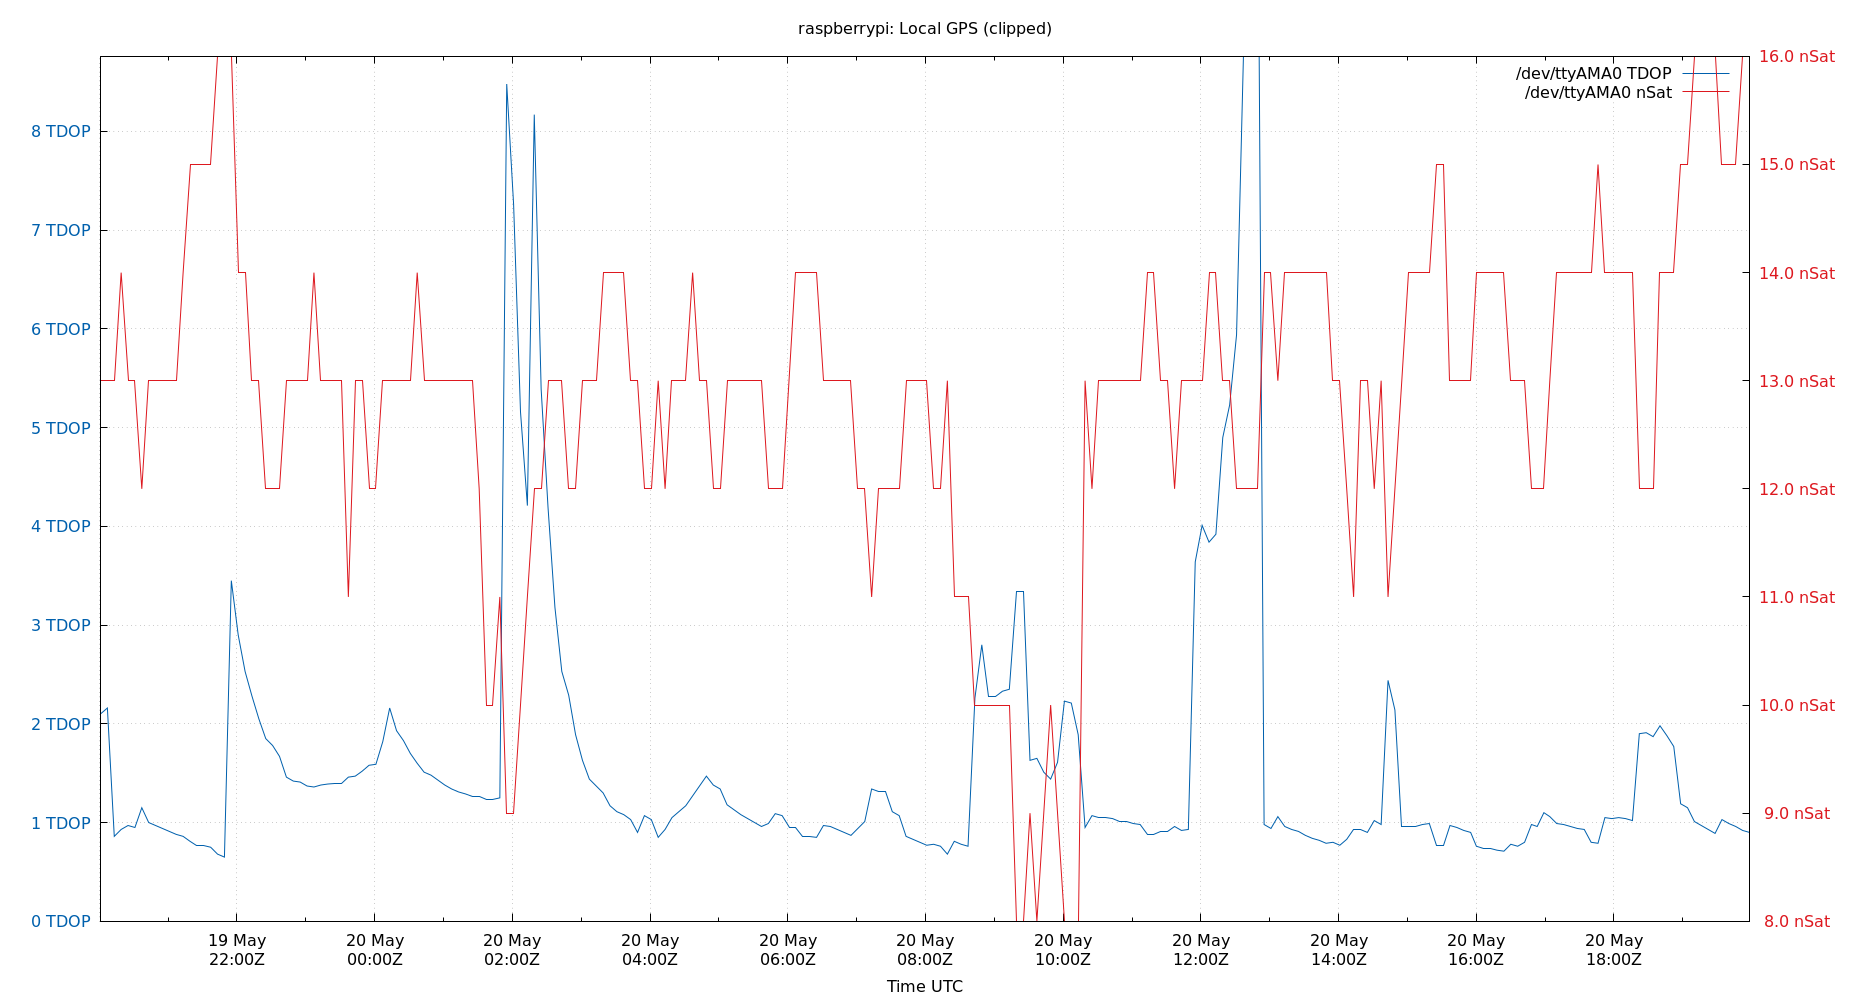 raspberrypi: Local GPS (clipped)
/dev/ttyAMA0 TDOP
/dev/ttyAMA0 nSat
8 TDOP
7 TDOP
6 TDOP
5 TDOP
4 TDOP
3 TDOP
2 TDOP
1 TDOP
0 TDOP
16.0 nSat
15.0 nSat
14.0 nSat
13.0 nSat
12.0 nSat
11.0 nSat
10.0 nSat
9.0 nSat
8.0 nSat
19 May
22:00Z
20 May
00:00Z
20 May
02:00Z
20 May
04:00Z
20 May
06:00Z
20 May
08:00Z
20 May
10:00Z
20 May
12:00Z
20 May
14:00Z
20 May
16:00Z
20 May
18:00Z
Time UTC